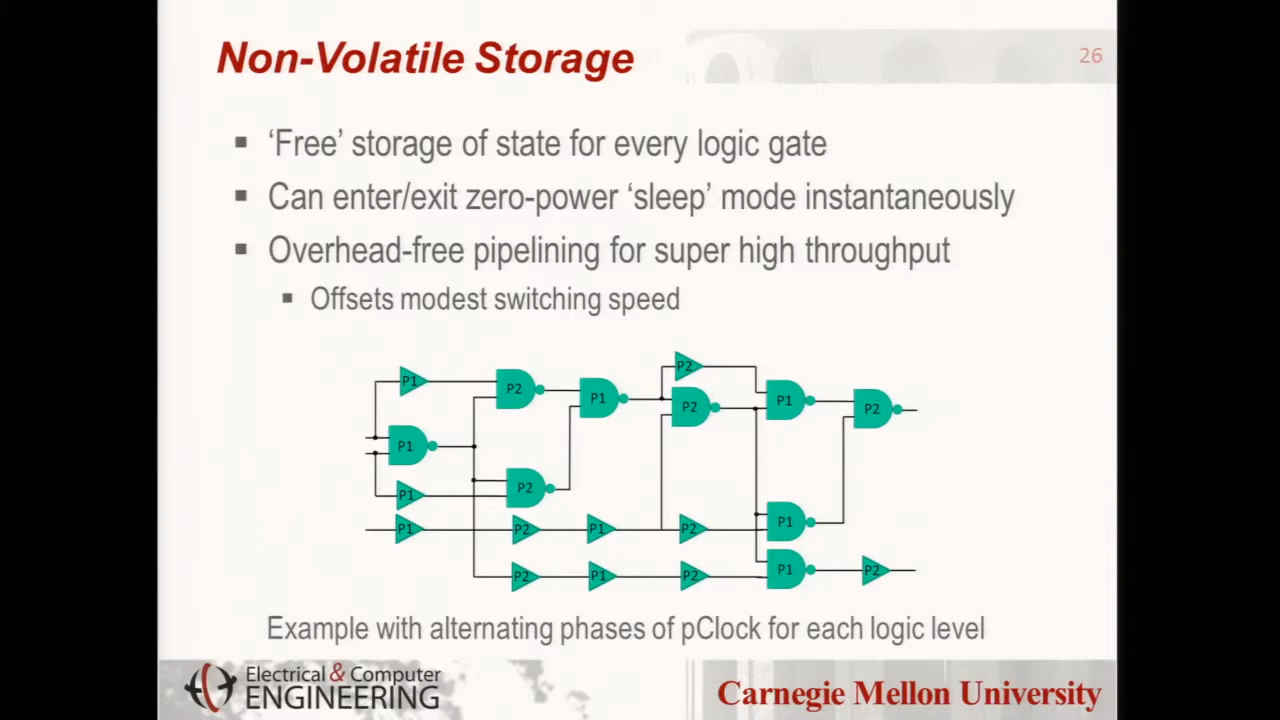 Non-Volatile Storage
26
▪ ‘Free’ storage of state for every logic gate
▪ Can enter/exit zero-power ‘sleep’ mode instantaneously
▪ Overhead-free pipelining for super high throughput
▪ Offsets modest switching speed
P2
P1 P2 P1 P2 P1 P2
P1
P1 P2
P1 P2 P1 P2 P1
P2 P1 P2 P1 P2
Example with alternating phases of pClock for each logic level
Electrical & Computer
ENGINEERING
Carnegie Mellon University